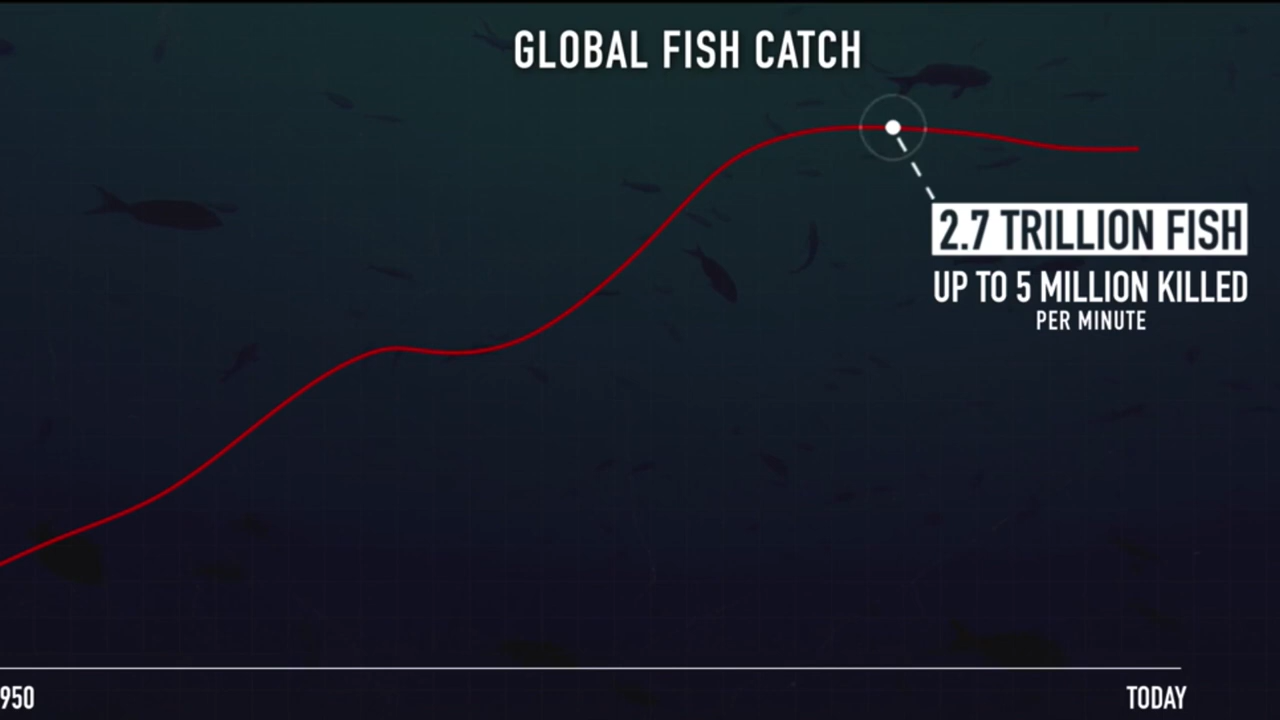 GLOBAL FISH CATCH
2.7 TRILLION FISH
UP TO 5 MILLION KILLED
PER MINUTE
950
TODAY